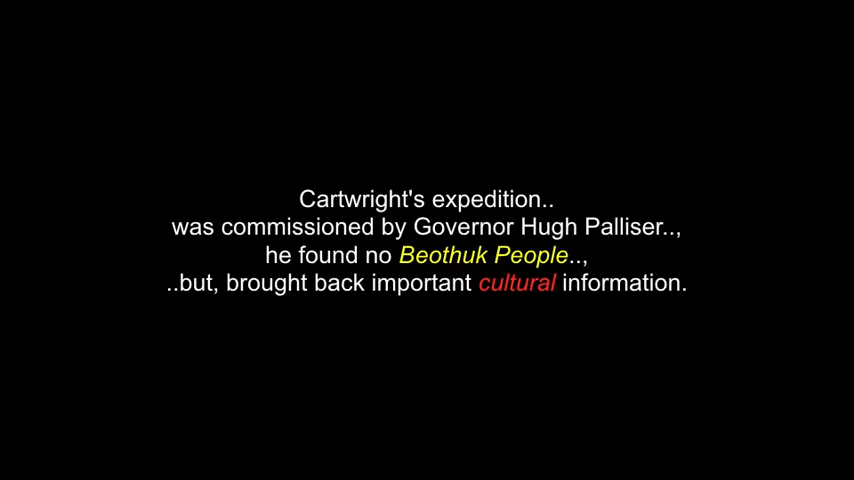 Cartwright's expedition..
was commissioned by Governor Hugh Palliser..,
he found no Beothuk People..,
..but, brought back important cultural information.